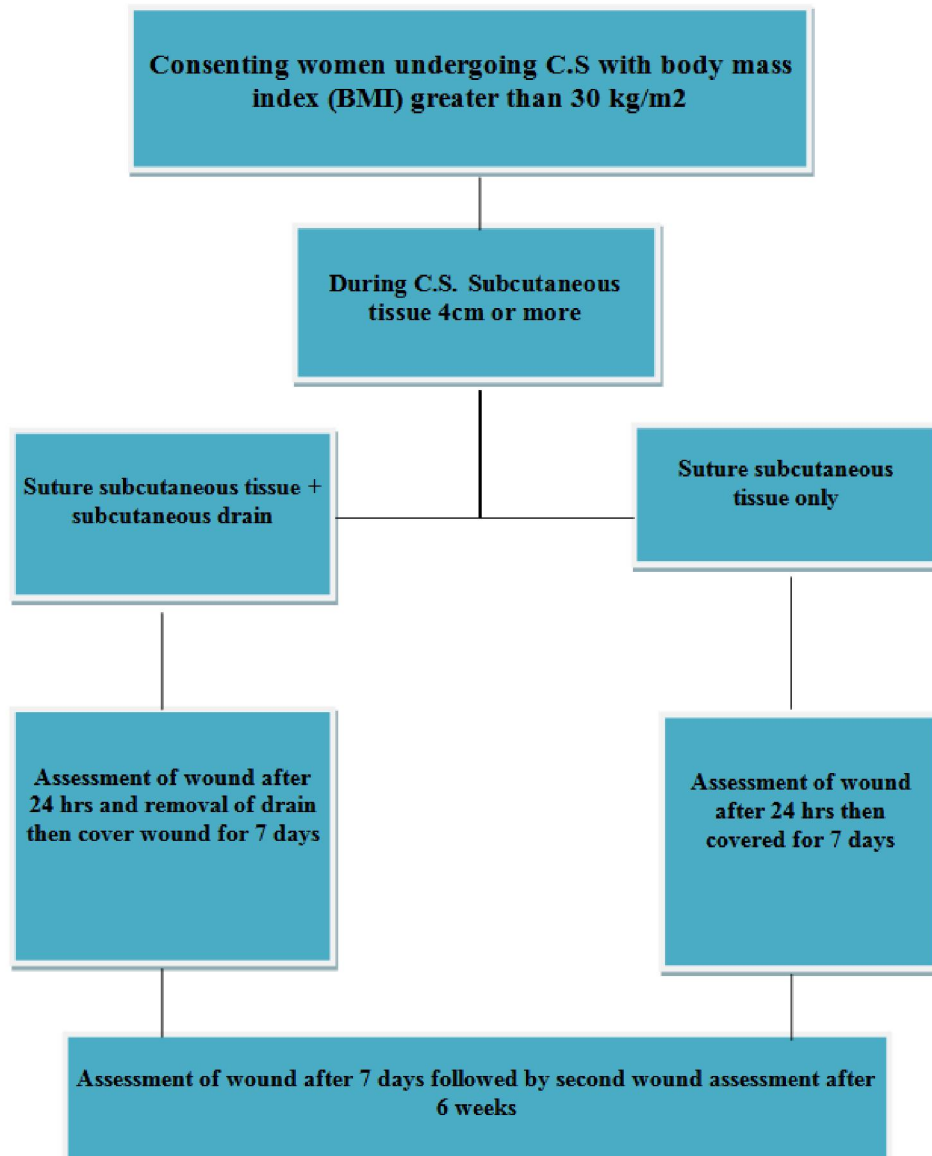 Consenting women undergoing C.S with body mass
index (BMI) greater than 30 kg/m2
During C.S. Subcutaneous
tissue 4cm or more
Suture subcutaneous tissue +
subcutaneous drain
Suture subcutaneous
tissue only
Assessment of wound after
24 hrs and removal of drain
then cover wound for 7 days
Assessment of wound
after 24 hrs then
covered for 7 days
Assessment of wound after 7 days followed by second wound assessment after
6 weeks